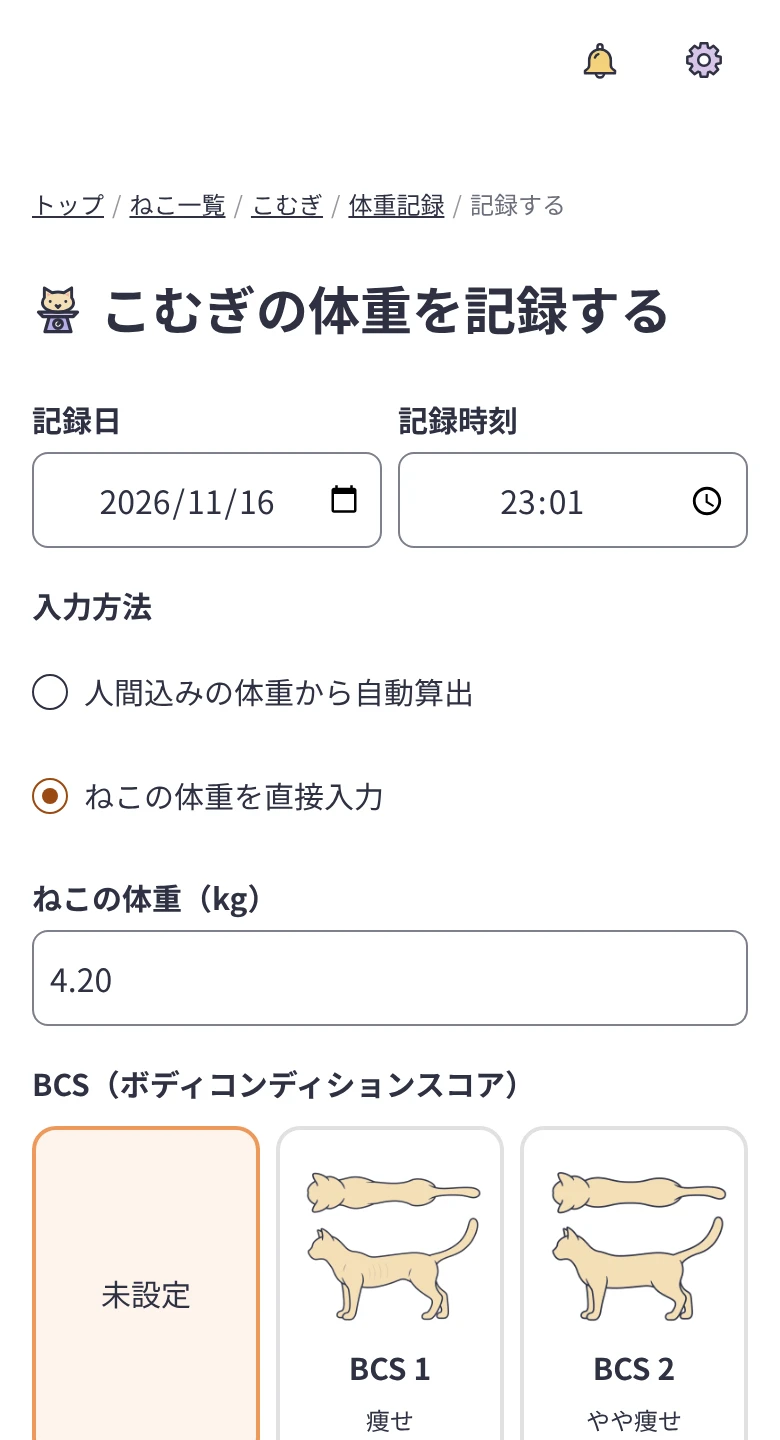 トップ / ねこ一覧 / こむぎ / 体重記録 / 記録する
こむぎの体重を記録する
記録日
記録時刻
2026/11/16
23:01
入力方法
人間込みの体重から自動算出
ねこの体重を直接入力
ねこの体重（kg）
4.20
BCS（ボディコンディションスコア）
未設定
BCS 1
痩せ
BCS 2
やや痩せ